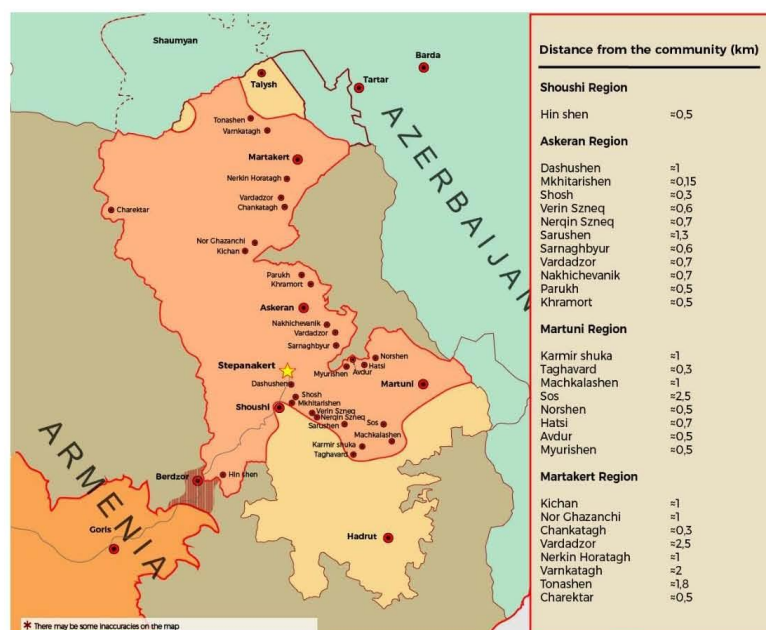 Shaumyan
Barda
Talysh
Tartar
Tonashen
Varnkatagh
AZERBAIJAN
Martakert
Nerkin Horatagh
Vardadzor
Chankatagh
Charektar
Nor Ghazanchi
Kichan
Parukh
Khramort
Askeran
Nakhichevanik
Vardadzor
Sarnaghbyur
Norshen
Stepanakert
Myurishen
Avdur
Hatsi
Dashushen
Martuni
Shosh
Mkhitarishen
Shoushi
Verin Szneq
Nerqin Szneq
Sarushen
Sos
Machkalashen
Karmir shuka
Taghavard
ARMENIA
Berdzor
Hin shen
Goris
Hadrut
* There may be some inaccuracies on the map
Distance from the community (km)
Shoushi Region
Hin shen ≈0,5
Askeran Region
Dashushen ≈1
Mkhitarishen ≈0,15
Shosh ≈0,3
Verin Szneq ≈0,6
Nerqin Szneq ≈0,7
Sarushen ≈1,3
Sarnaghbyur ≈0,6
Vardadzor ≈0,7
Nakhichevanik ≈0,7
Parukh ≈0,5
Khramort ≈0,5
Martuni Region
Karmir shuka ≈1
Taghavard ≈0,3
Machkalashen ≈1
Sos ≈2,5
Norshen ≈0,5
Hatsi ≈0,7
Avdur ≈0,5
Myurishen ≈0,5
Martakert Region
Kichan ≈1
Nor Ghazanchi ≈1
Chankatagh ≈0,3
Vardadzor ≈2,5
Nerkin Horatagh ≈1
Varnkatagh ≈2
Tonashen ≈1,8
Charektar ≈0,5